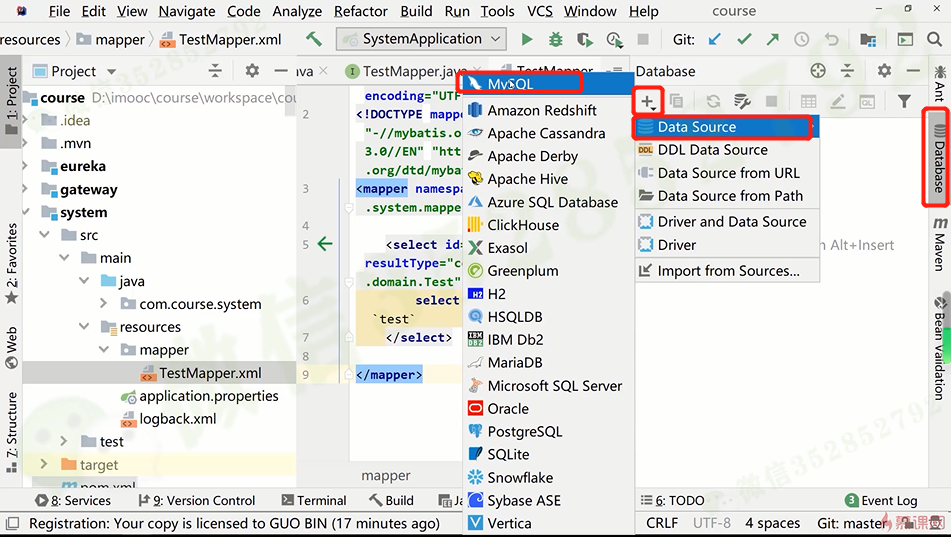 File Edit View Navigate Code Analyze Refactor Build Run Tools VCS Window Help course
resources mapper TestMapper.xml SystemApplication Git:
Project
ava TestMapper.java TestMapper
Database
1: Project
2: Favorites
Web
7: Structure
course D:\imooc\course\workspace\cou
.idea
.mvn
eureka
gateway
system
src
main
java
com.course.system
resources
mapper
TestMapper.xml
application.properties
logback.xml
test
target
pom.xml
encoding="UTF
2 <!DOCTYPE mappe
"-//mybatis.o
3.0//EN" "htt
.org/dtd/myba
3 <mapper namespa
.system.mappe
4
5 <select id=
resultType="c
.domain.Test"
6 select
`test`
7 </select>
8
9 </mapper>
mapper
MySQL
Amazon Redshift
Apache Cassandra
Apache Derby
Apache Hive
Azure SQL Database
ClickHouse
Exasol
Greenplum
H2
HSQLDB
IBM Db2
MariaDB
Microsoft SQL Server
Oracle
PostgreSQL
SQLite
Snowflake
Sybase ASE
Vertica
Data Source
DDL Data Source
Data Source from URL
Data Source from Path
Driver and Data Source
Driver
Import from Sources...
h Alt+Insert
Ant
Database
Maven
Bean Validation
8: Services 9: Version Control Terminal Build Ja 6: TODO 3 Event Log
Registration: Your copy is licensed to GUO BIN (17 minutes ago) CRLF UTF-8 4 spaces Git: master
慕课网